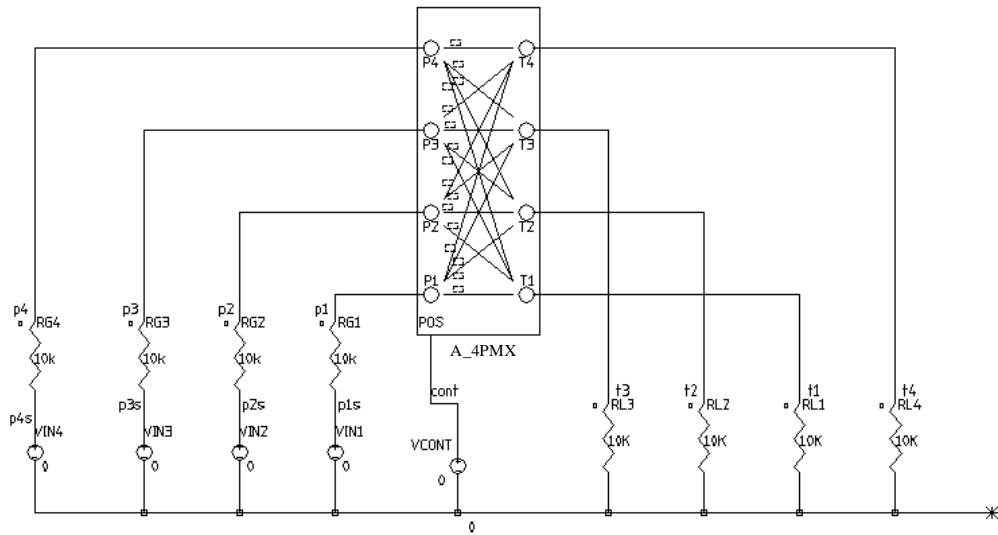 P4 T4
P3 T3
P2 T2
P1 T1
POS
A_4PMX
p4 p3 p2 p1
RG4 RG3 RG2 RG1
10k 10k 10k 10k
cont
t3 t2 t1 t4
RL3 RL2 RL1 RL4
p4s p3s p2s p1s
VIN4 VIN3 VIN2 VIN1
VCONT
10K 10K 10K 10K
0 0 0 0
0
0